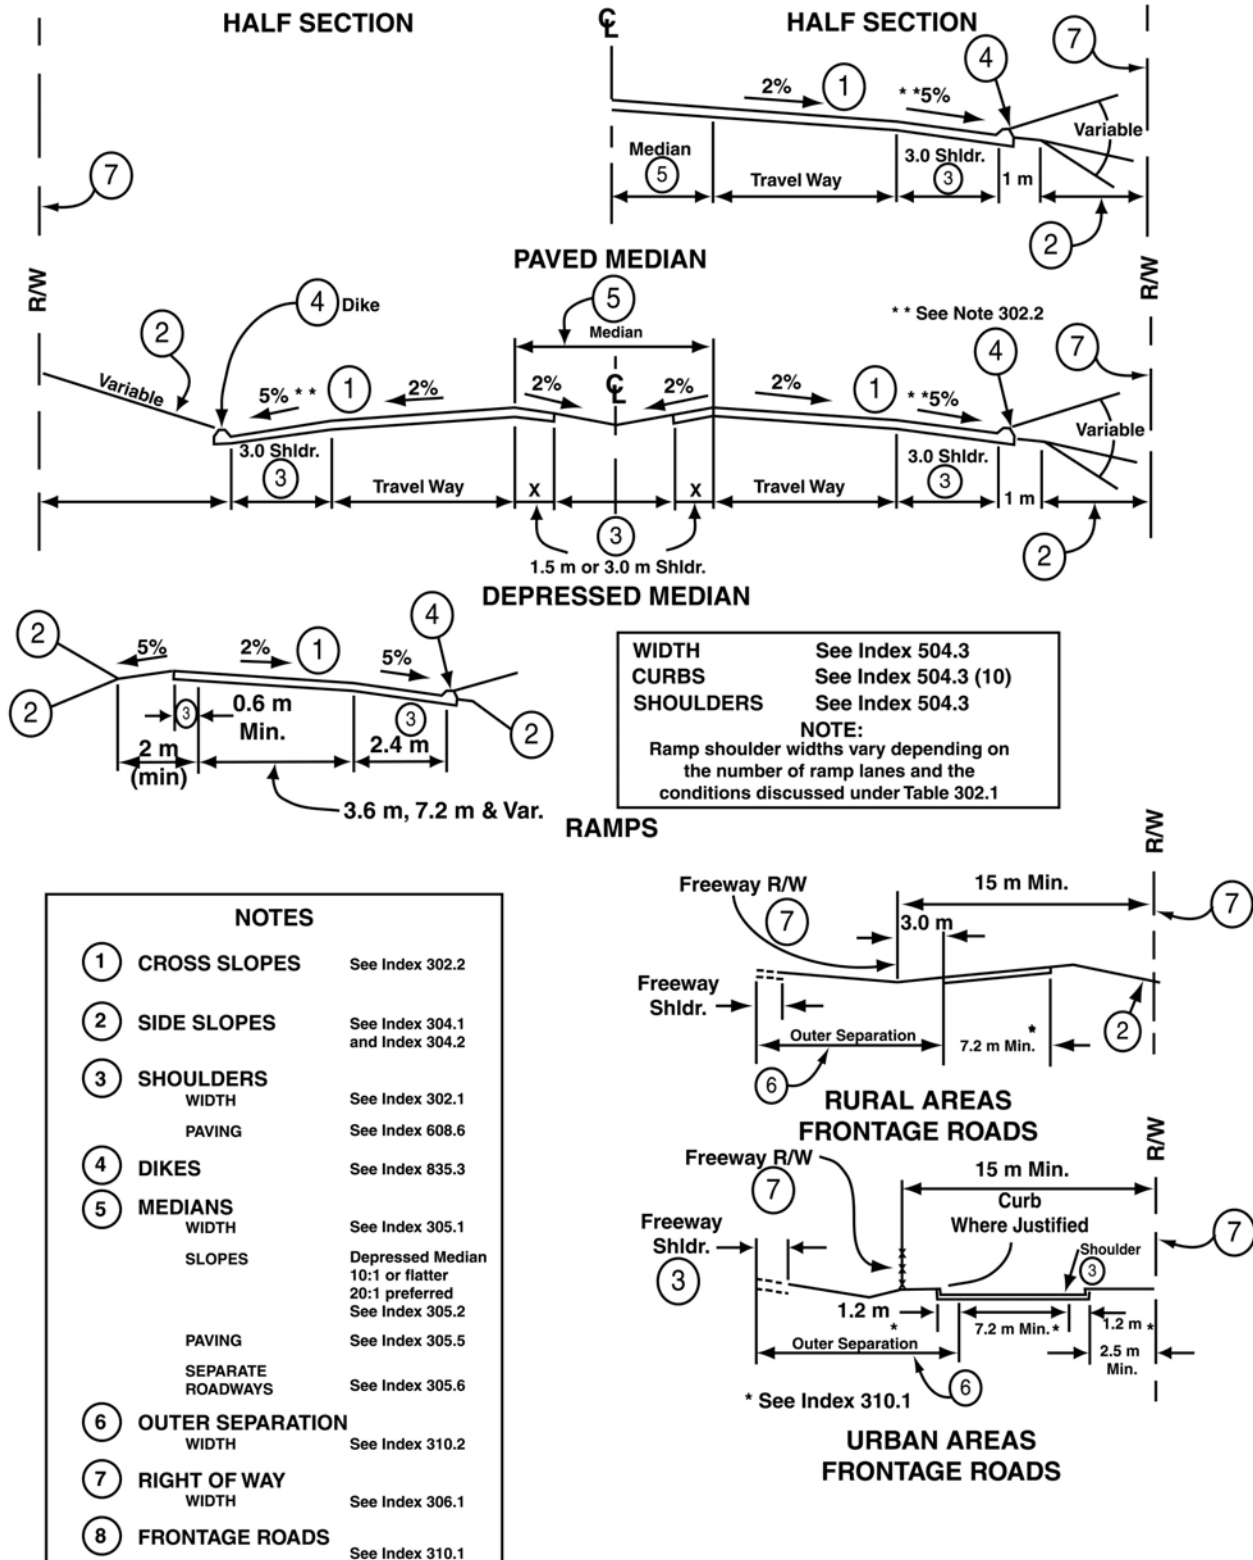 HALF SECTION
CL
HALF SECTION
7
4
2%
1
**5%
Variable
Median
5
Travel Way
3.0 Shldr.
3
1 m
2
7
R/W
R/W
PAVED MEDIAN
4 Dike
5
Median
** See Note 302.2
2
4
7
Variable
5% **
1
2%
2%
CL
2%
2%
1
**5%
Variable
3.0 Shldr.
3
Travel Way
X
X
Travel Way
3.0 Shldr.
3
1 m
3
2
1.5 m or 3.0 m Shldr.
DEPRESSED MEDIAN
2
5%
2%
1
5%
4
2
3
0.6 m
Min.
3
2
2 m
(min)
2.4 m
3.6 m, 7.2 m & Var.
WIDTH See Index 504.3
CURBS See Index 504.3 (10)
SHOULDERS See Index 504.3
NOTE:
Ramp shoulder widths vary depending on
the number of ramp lanes and the
conditions discussed under Table 302.1
RAMPS
R/W
Freeway R/W
7
15 m Min.
7
3.0 m
Freeway
Shldr.
2
Outer Separation
7.2 m Min.*
6
RURAL AREAS
FRONTAGE ROADS
R/W
Freeway R/W
7
15 m Min.
Curb
Where Justified
7
Freeway
Shldr.
3
Shoulder
3
1.2 m
*
7.2 m Min.*
1.2 m *
Outer Separation
2.5 m
Min.
6
* See Index 310.1
URBAN AREAS
FRONTAGE ROADS
NOTES
1 CROSS SLOPES See Index 302.2
2 SIDE SLOPES See Index 304.1
and Index 304.2
3 SHOULDERS
WIDTH See Index 302.1
PAVING See Index 608.6
4 DIKES See Index 835.3
5 MEDIANS
WIDTH See Index 305.1
SLOPES Depressed Median
10:1 or flatter
20:1 preferred
See Index 305.2
PAVING See Index 305.5
SEPARATE
ROADWAYS See Index 305.6
6 OUTER SEPARATION
WIDTH See Index 310.2
7 RIGHT OF WAY
WIDTH See Index 306.1
8 FRONTAGE ROADS
See Index 310.1